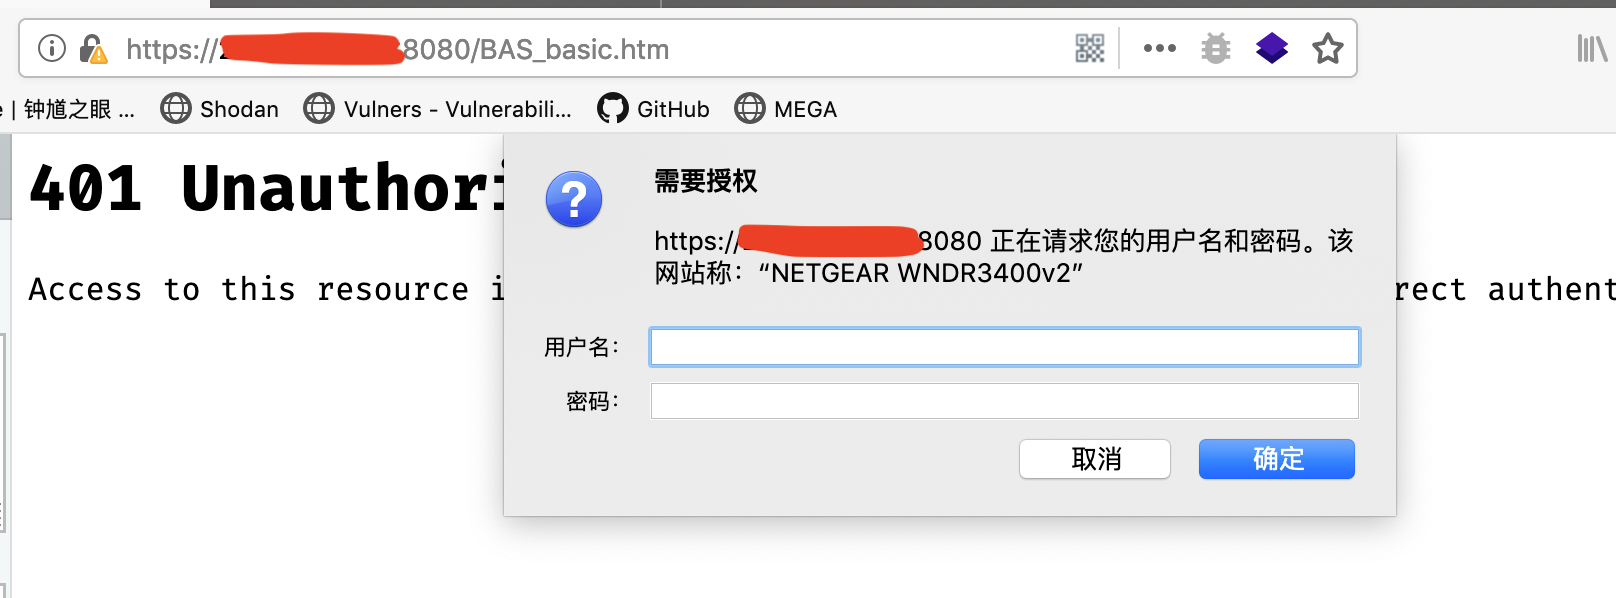 https:// 8080/BAS_basic.htm
| 钟馗之眼 ... Shodan Vulners - Vulnerabili... GitHub MEGA
401 Unauthori
需要授权
https:// 8080 正在请求您的用户名和密码。该
网站称：“NETGEAR WNDR3400v2”
Access to this resource i rect authent
用户名：
密码：
取消 确定